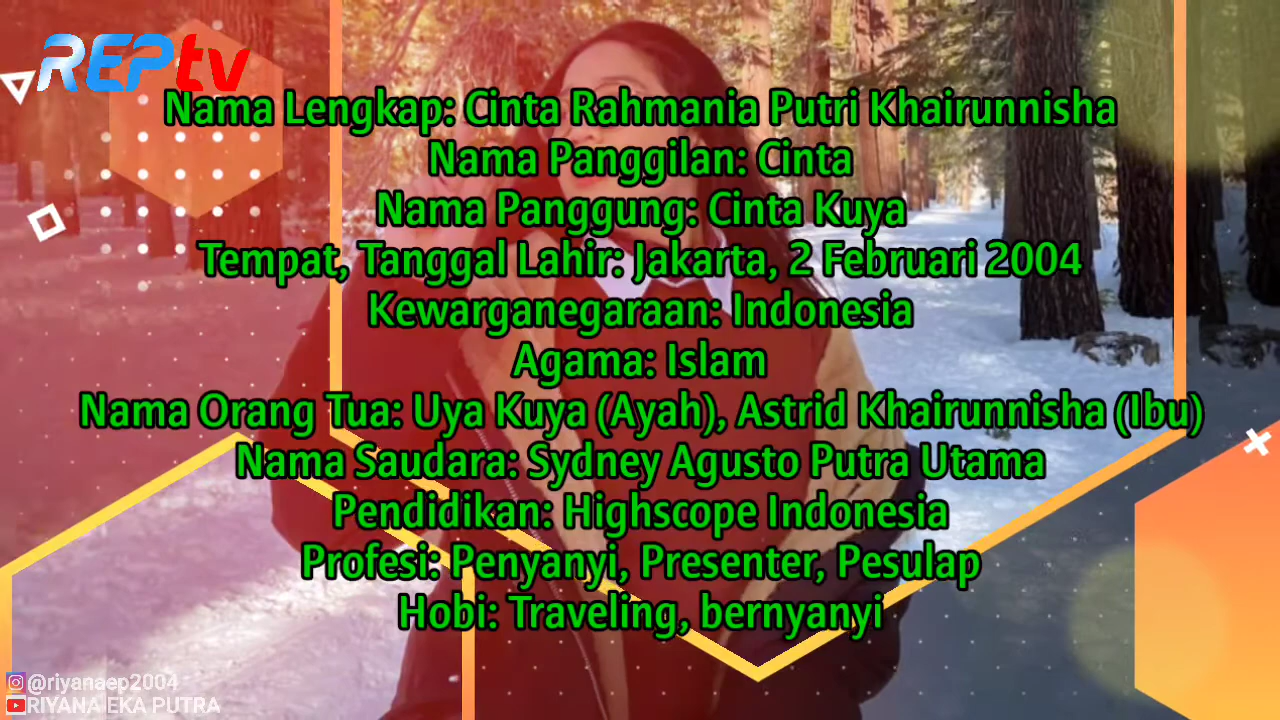 REPtv
Nama Lengkap: Cinta Rahmania Putri Khairunnisha
Nama Panggilan: Cinta
Nama Panggung: Cinta Kuya
Tempat, Tanggal Lahir: Jakarta, 2 Februari 2004
Kewarganegaraan: Indonesia
Agama: Islam
Nama Orang Tua: Uya Kuya (Ayah), Astrid Khairunnisha (Ibu)
Nama Saudara: Sydney Agusto Putra Utama
Pendidikan: Highscope Indonesia
Profesi: Penyanyi, Presenter, Pesulap
Hobi: Traveling, bernyanyi
@riyanaep2004
RIYANA EKA PUTRA